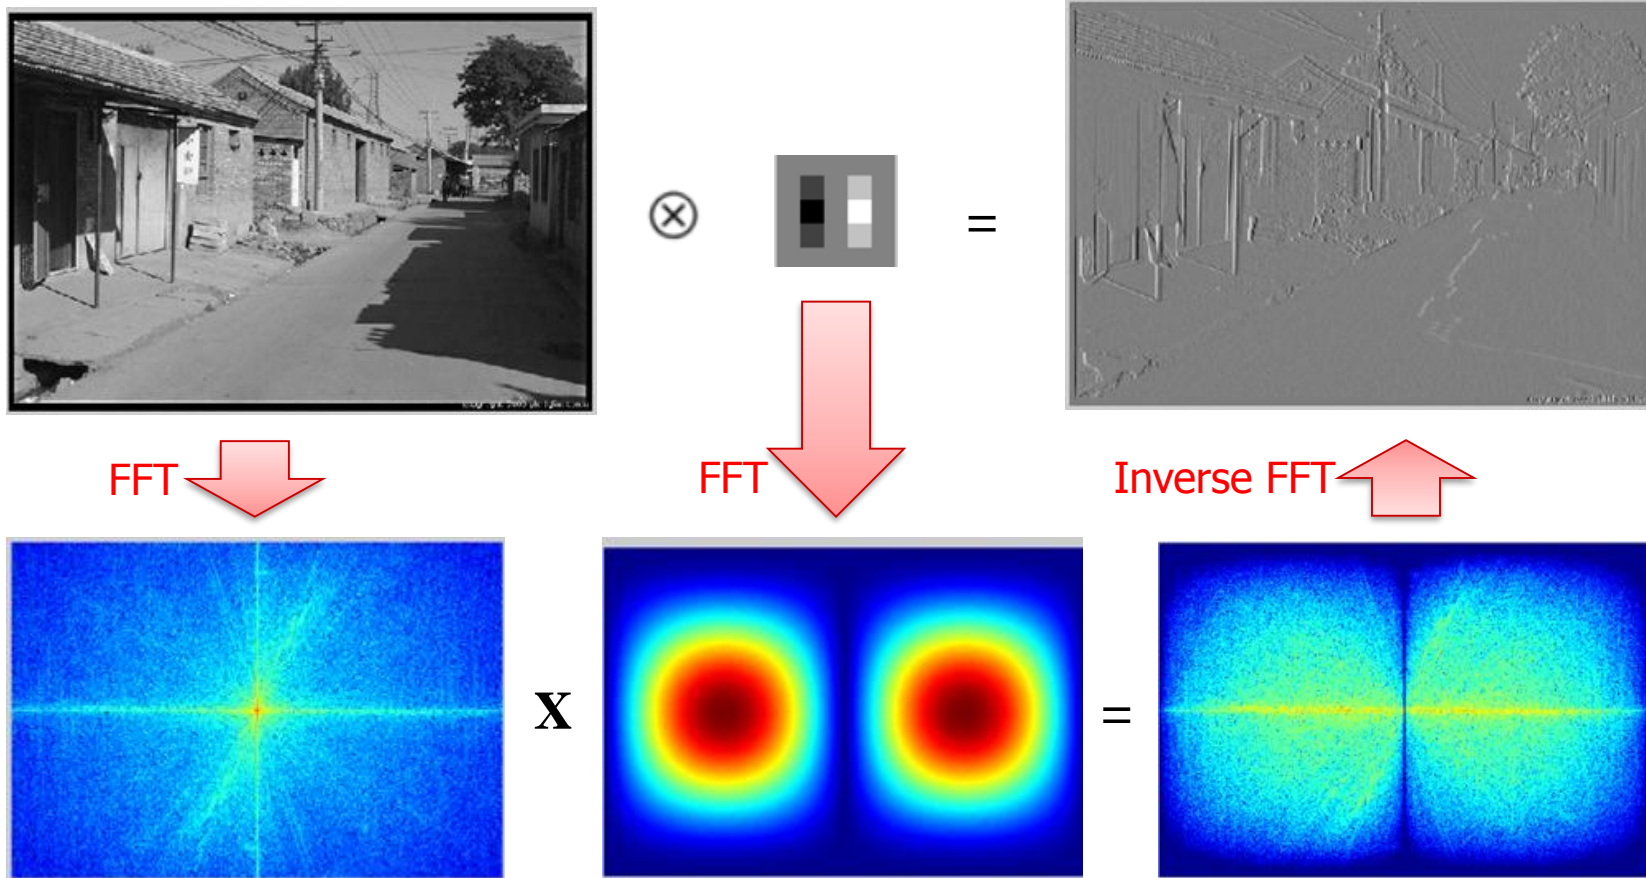 ⊗
=
FFT
FFT
Inverse FFT
x
=